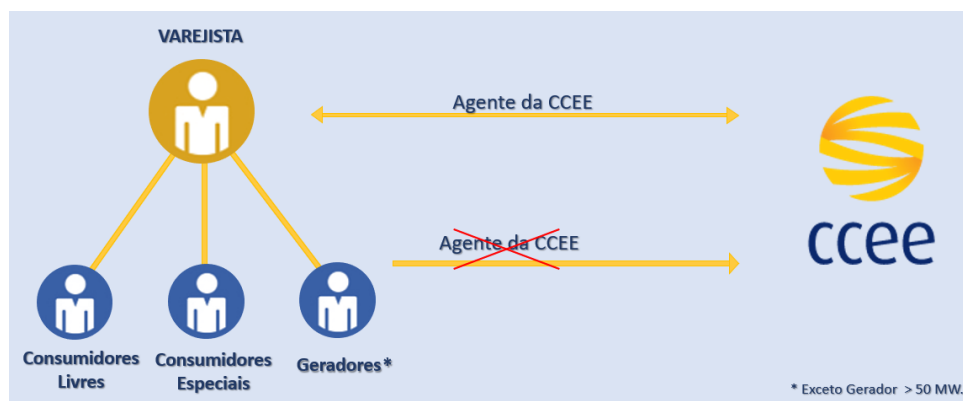 VAREJISTA
Agente da CCEE
ccee
Agente da CCEE
Consumidores
Livres
Consumidores
Especiais
Geradores*
* Exceto Gerador > 50 MW.